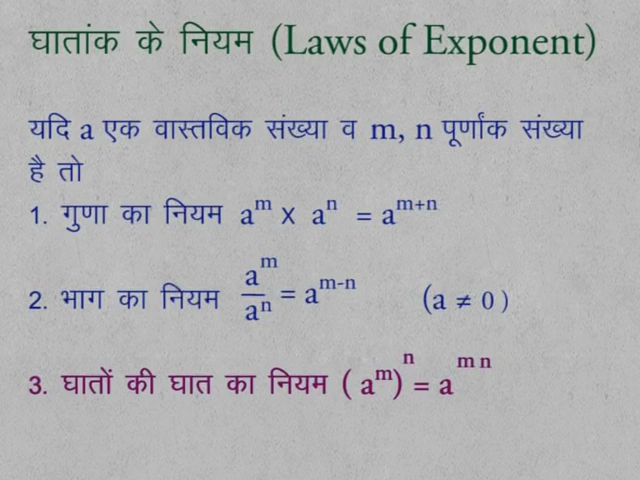 घातांक के नियम (Laws of Exponent)
यदि a एक वास्तविक संख्या व m, n पूर्णांक संख्या
है तो
1. गुणा का नियम a^m x a^n = a^m+n
2. भाग का नियम a^m/a^n = a^m-n (a ≠ 0)
3. घातों की घात का नियम (a^m)^n = a^mn